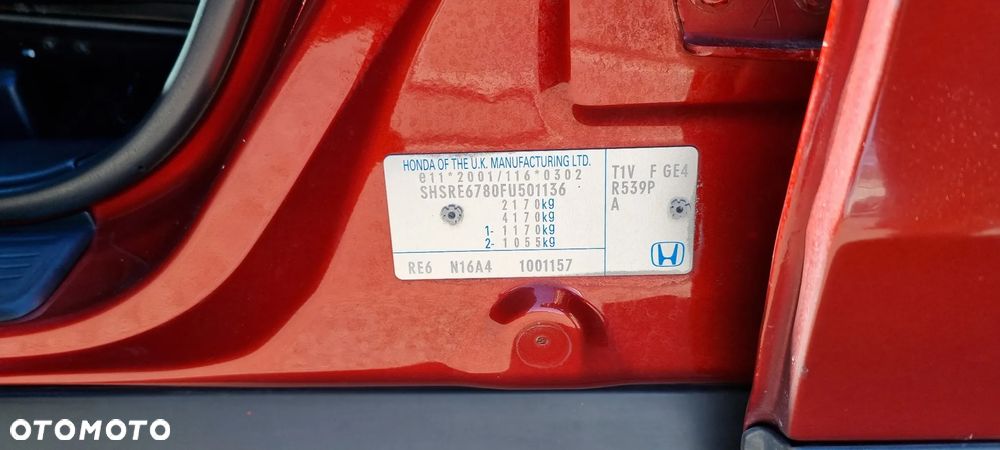 HONDA OF THE U.K. MANUFACTURING LTD.
e11*2001/116*0302
SHSRE6780FU501136
2170kg
4170kg
1- 1170kg
2- 1055kg
RE6 N16A4 1001157
T1V F GE4
R539P
A
OTOMOTO